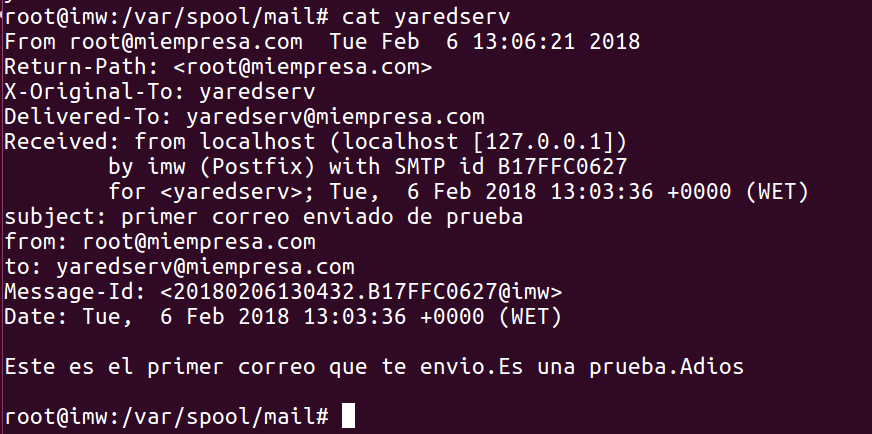 root@imw:/var/spool/mail# cat yaredserv
From root@miempresa.com  Tue Feb  6 13:06:21 2018
Return-Path: <root@miempresa.com>
X-Original-To: yaredserv
Delivered-To: yaredserv@miempresa.com
Received: from localhost (localhost [127.0.0.1])
        by imw (Postfix) with SMTP id B17FFC0627
        for <yaredserv>; Tue,  6 Feb 2018 13:03:36 +0000 (WET)
subject: primer correo enviado de prueba
from: root@miempresa.com
to: yaredserv@miempresa.com
Message-Id: <20180206130432.B17FFC0627@imw>
Date: Tue,  6 Feb 2018 13:03:36 +0000 (WET)

Este es el primer correo que te envio.Es una prueba.Adios

root@imw:/var/spool/mail#